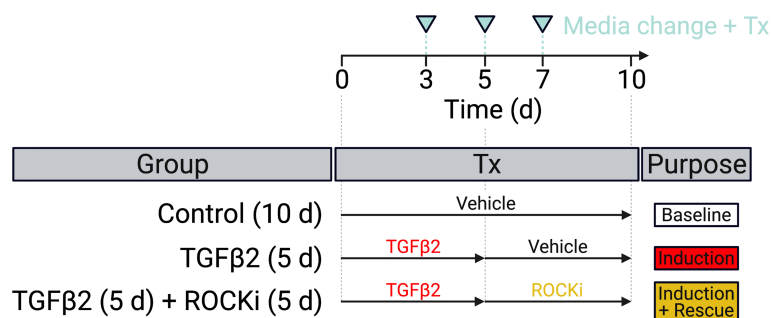 Media change + Tx
0 3 5 7 10
Time (d)
Group Tx Purpose
Control (10 d) Vehicle Baseline
TGFβ2 (5 d) TGFβ2 Vehicle Induction
TGFβ2 (5 d) + ROCKi (5 d) TGFβ2 ROCKi Induction
+ Rescue